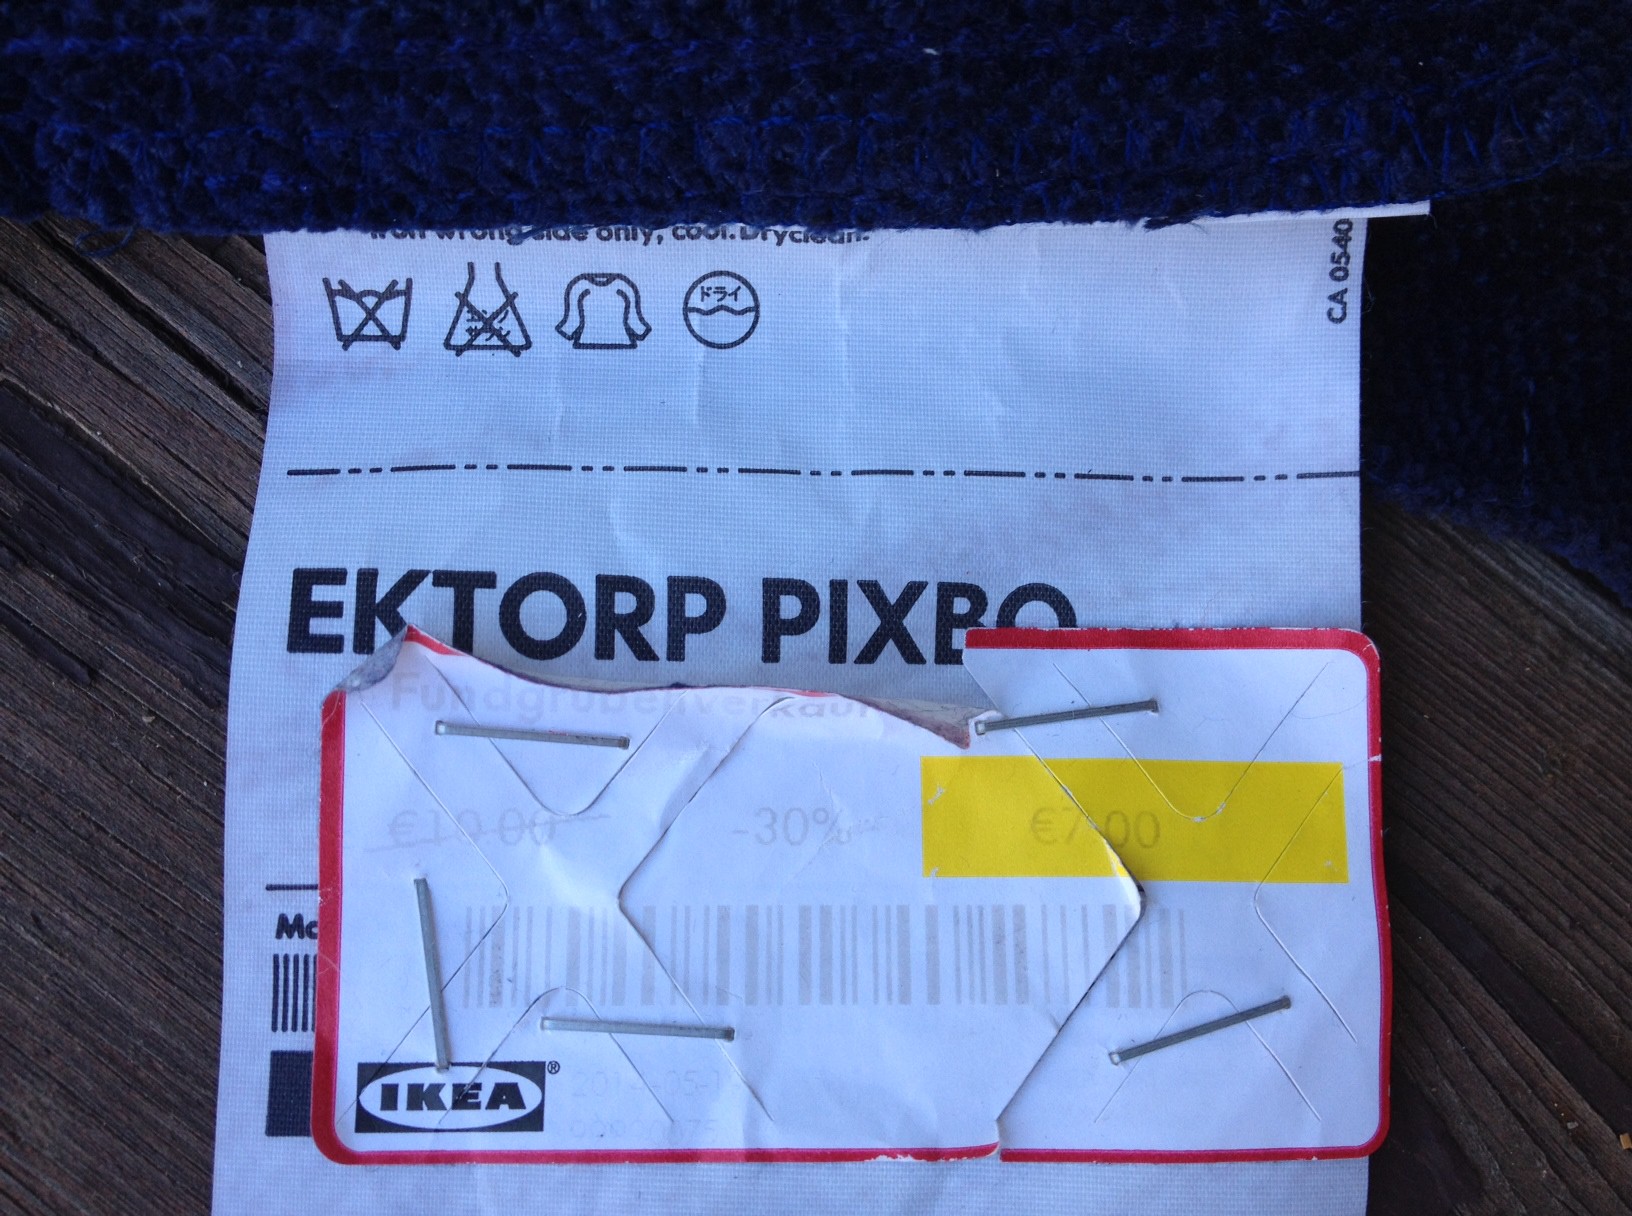 Iron wrong side only, cool. Dryclean.
ドライ
CA 0540
EKTORP PIXBO
Fundgrubenverkauf
€10.00 -30% €7.00
IKEA®